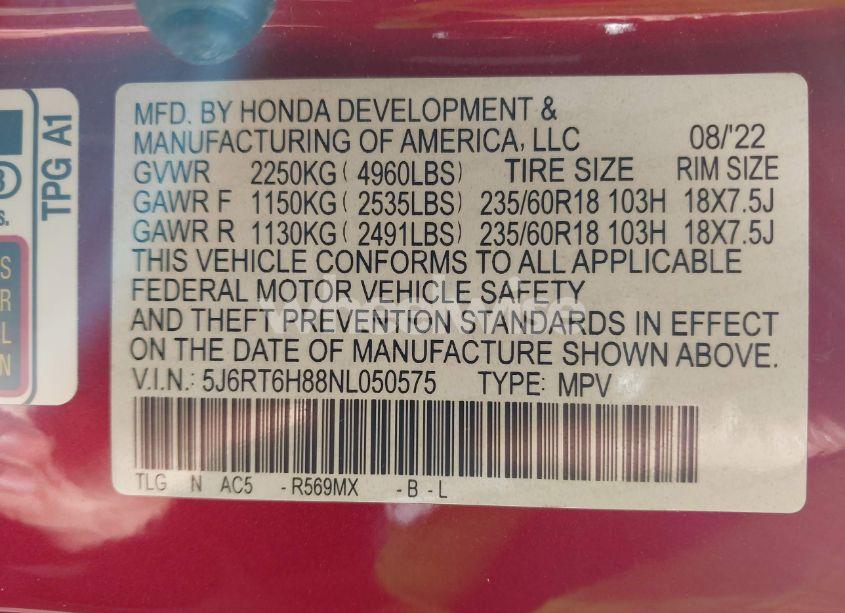 MFD. BY HONDA DEVELOPMENT &
MANUFACTURING OF AMERICA, LLC 08/'22
GVWR 2250KG ( 4960LBS) TIRE SIZE RIM SIZE
GAWR F 1150KG ( 2535LBS) 235/60R18 103H 18X7.5J
GAWR R 1130KG ( 2491LBS) 235/60R18 103H 18X7.5J
THIS VEHICLE CONFORMS TO ALL APPLICABLE
FEDERAL MOTOR VEHICLE SAFETY
AND THEFT PREVENTION STANDARDS IN EFFECT
ON THE DATE OF MANUFACTURE SHOWN ABOVE.
V.I.N.: 5J6RT6H88NL050575 TYPE: MPV
TLG N AC5 - R569MX - B - L
TPG A1
3
s.
S
R
L
N